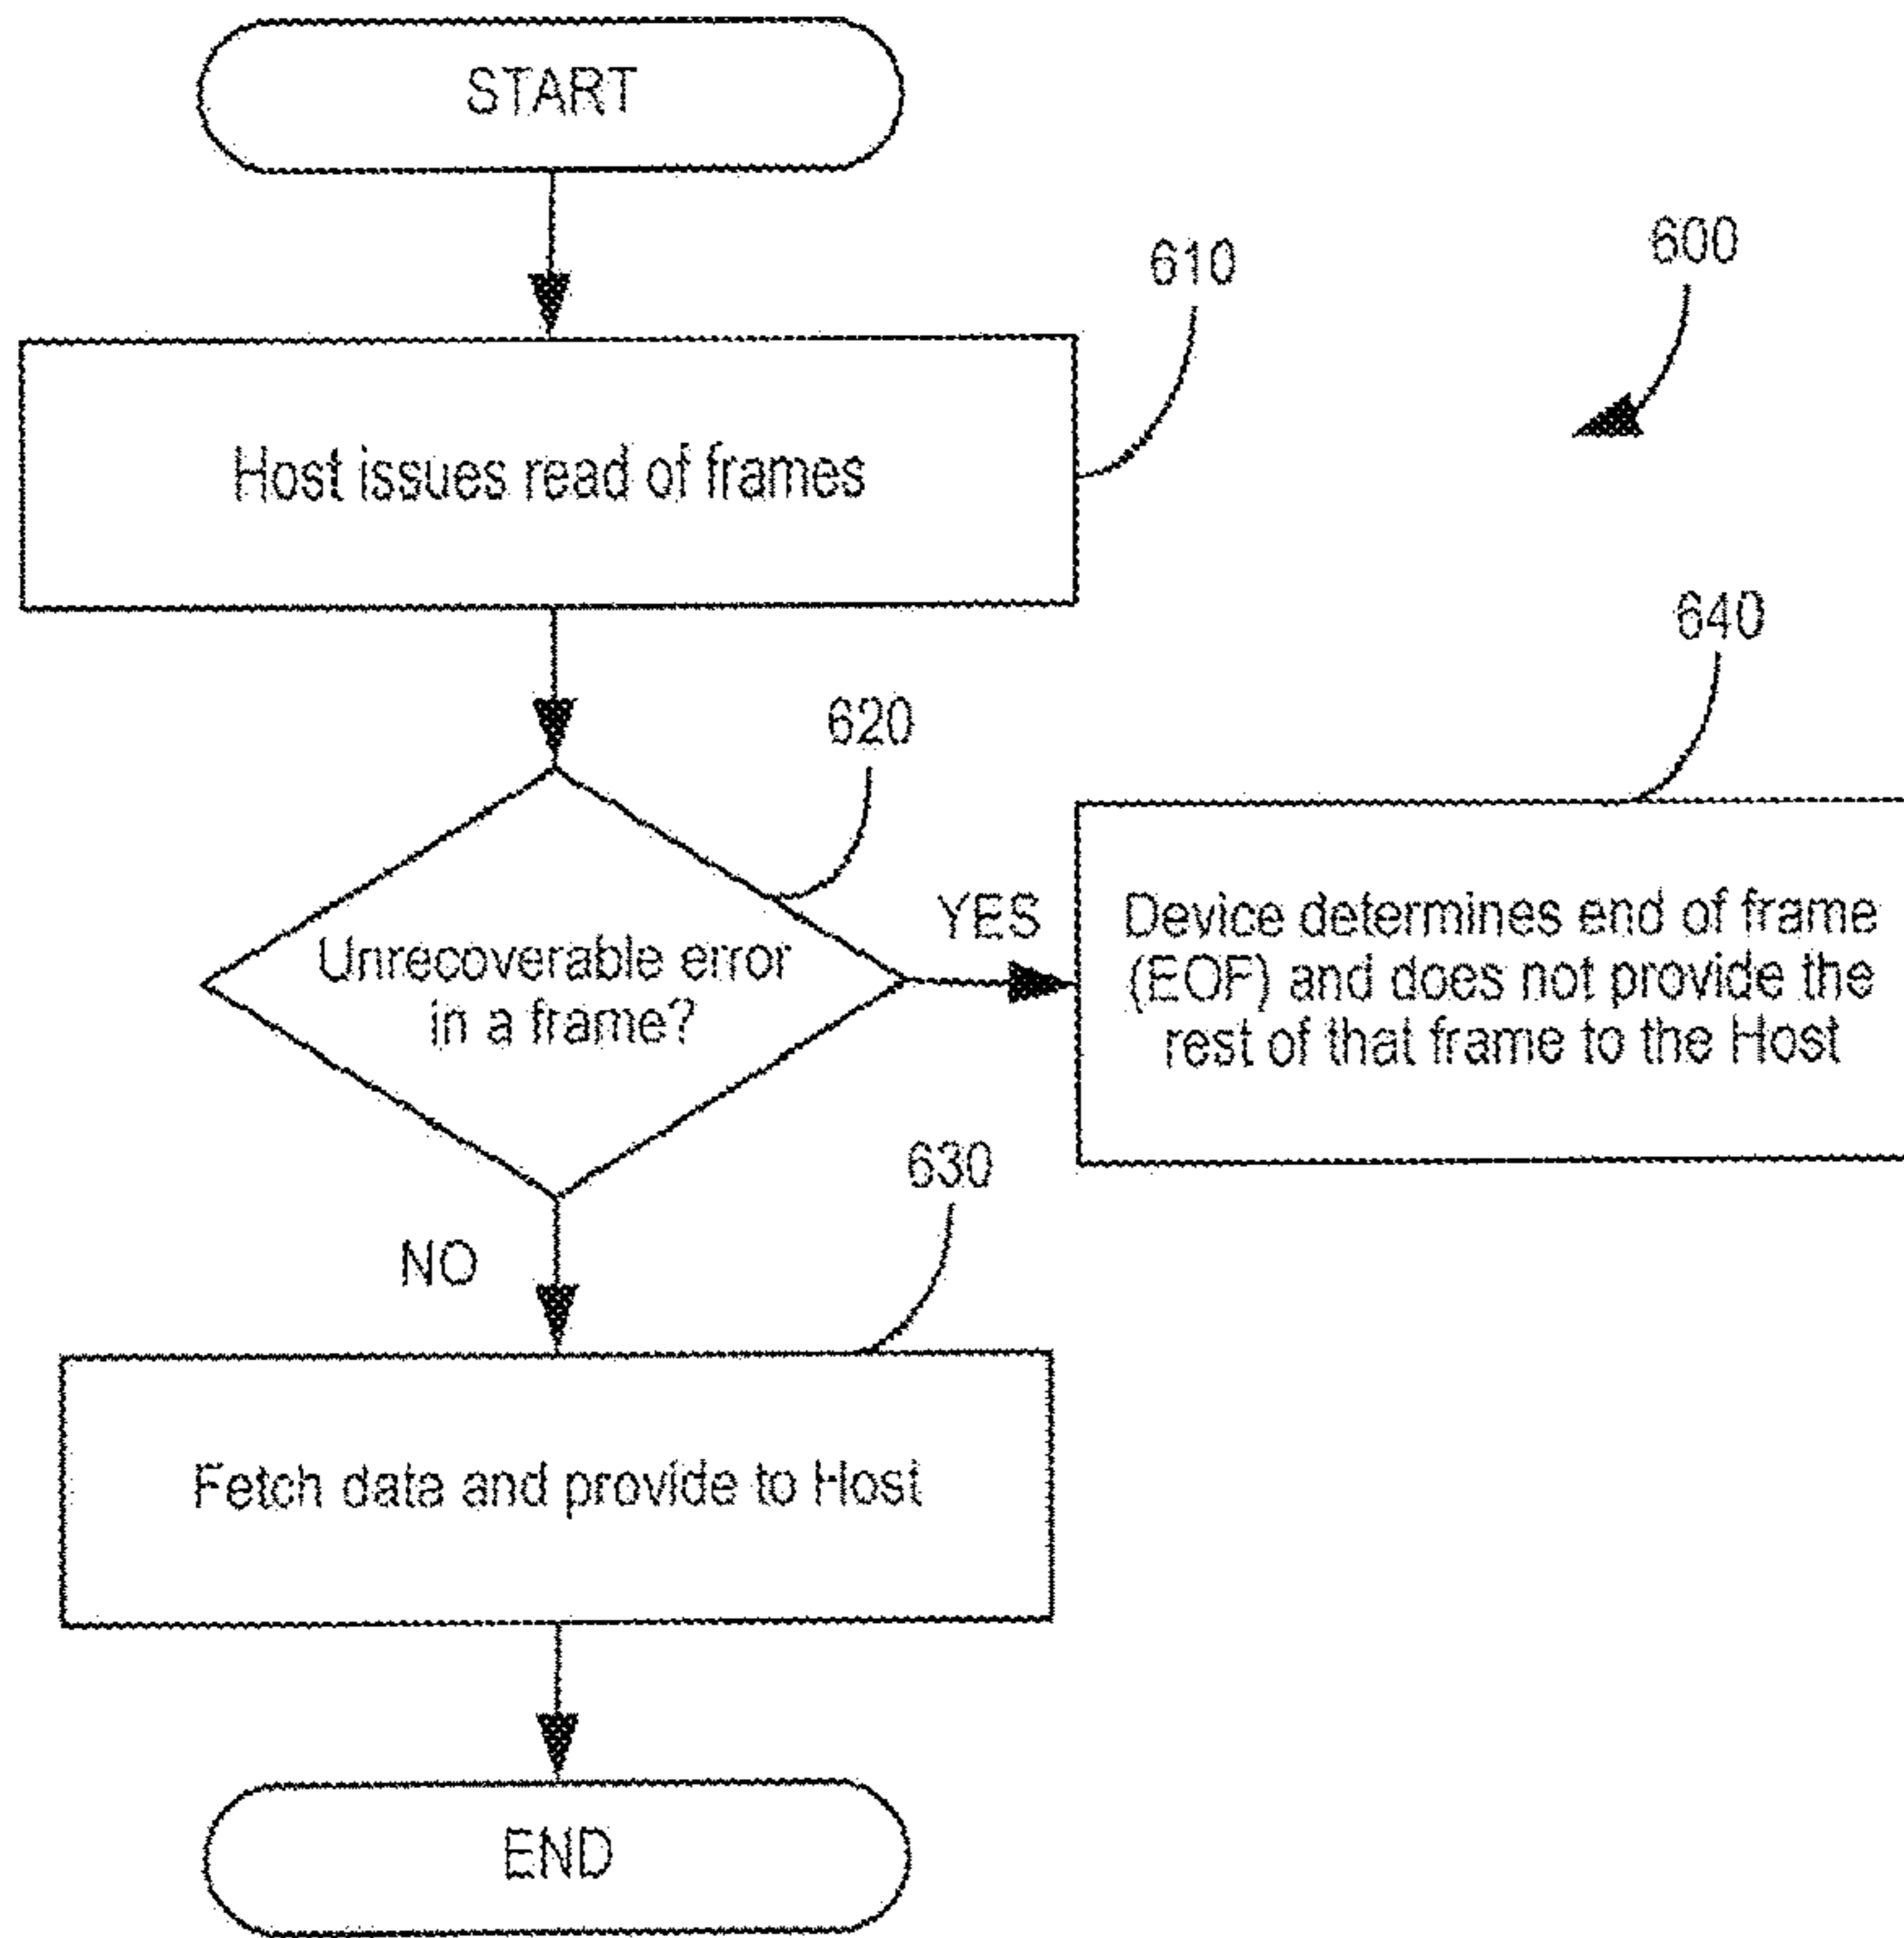 START
610
600
Host issues read of frames
640
620
YES
Device determines end of frame
(EOF) and does not provide the
rest of that frame to the Host
Unrecoverable error
in a frame?
630
NO
Fetch data and provide to Host
END